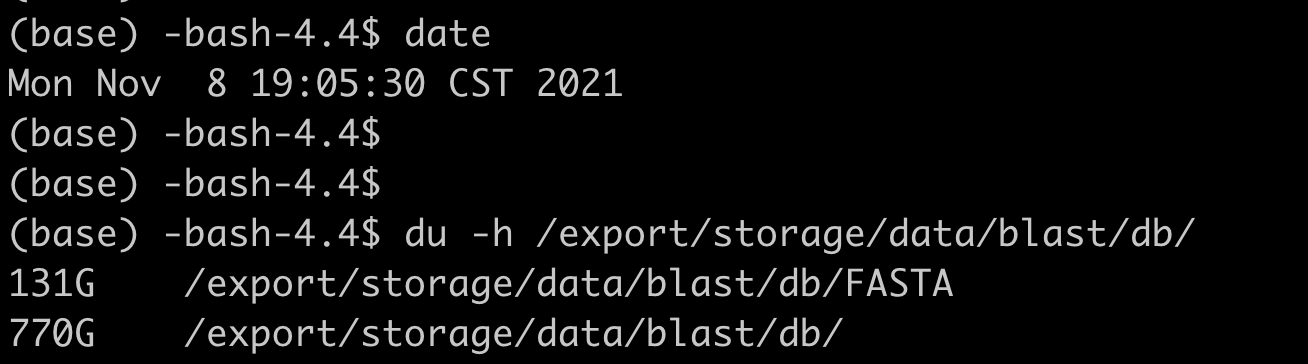 (base) -bash-4.4$ date
Mon Nov  8 19:05:30 CST 2021
(base) -bash-4.4$
(base) -bash-4.4$
(base) -bash-4.4$ du -h /export/storage/data/blast/db/
131G    /export/storage/data/blast/db/FASTA
770G    /export/storage/data/blast/db/